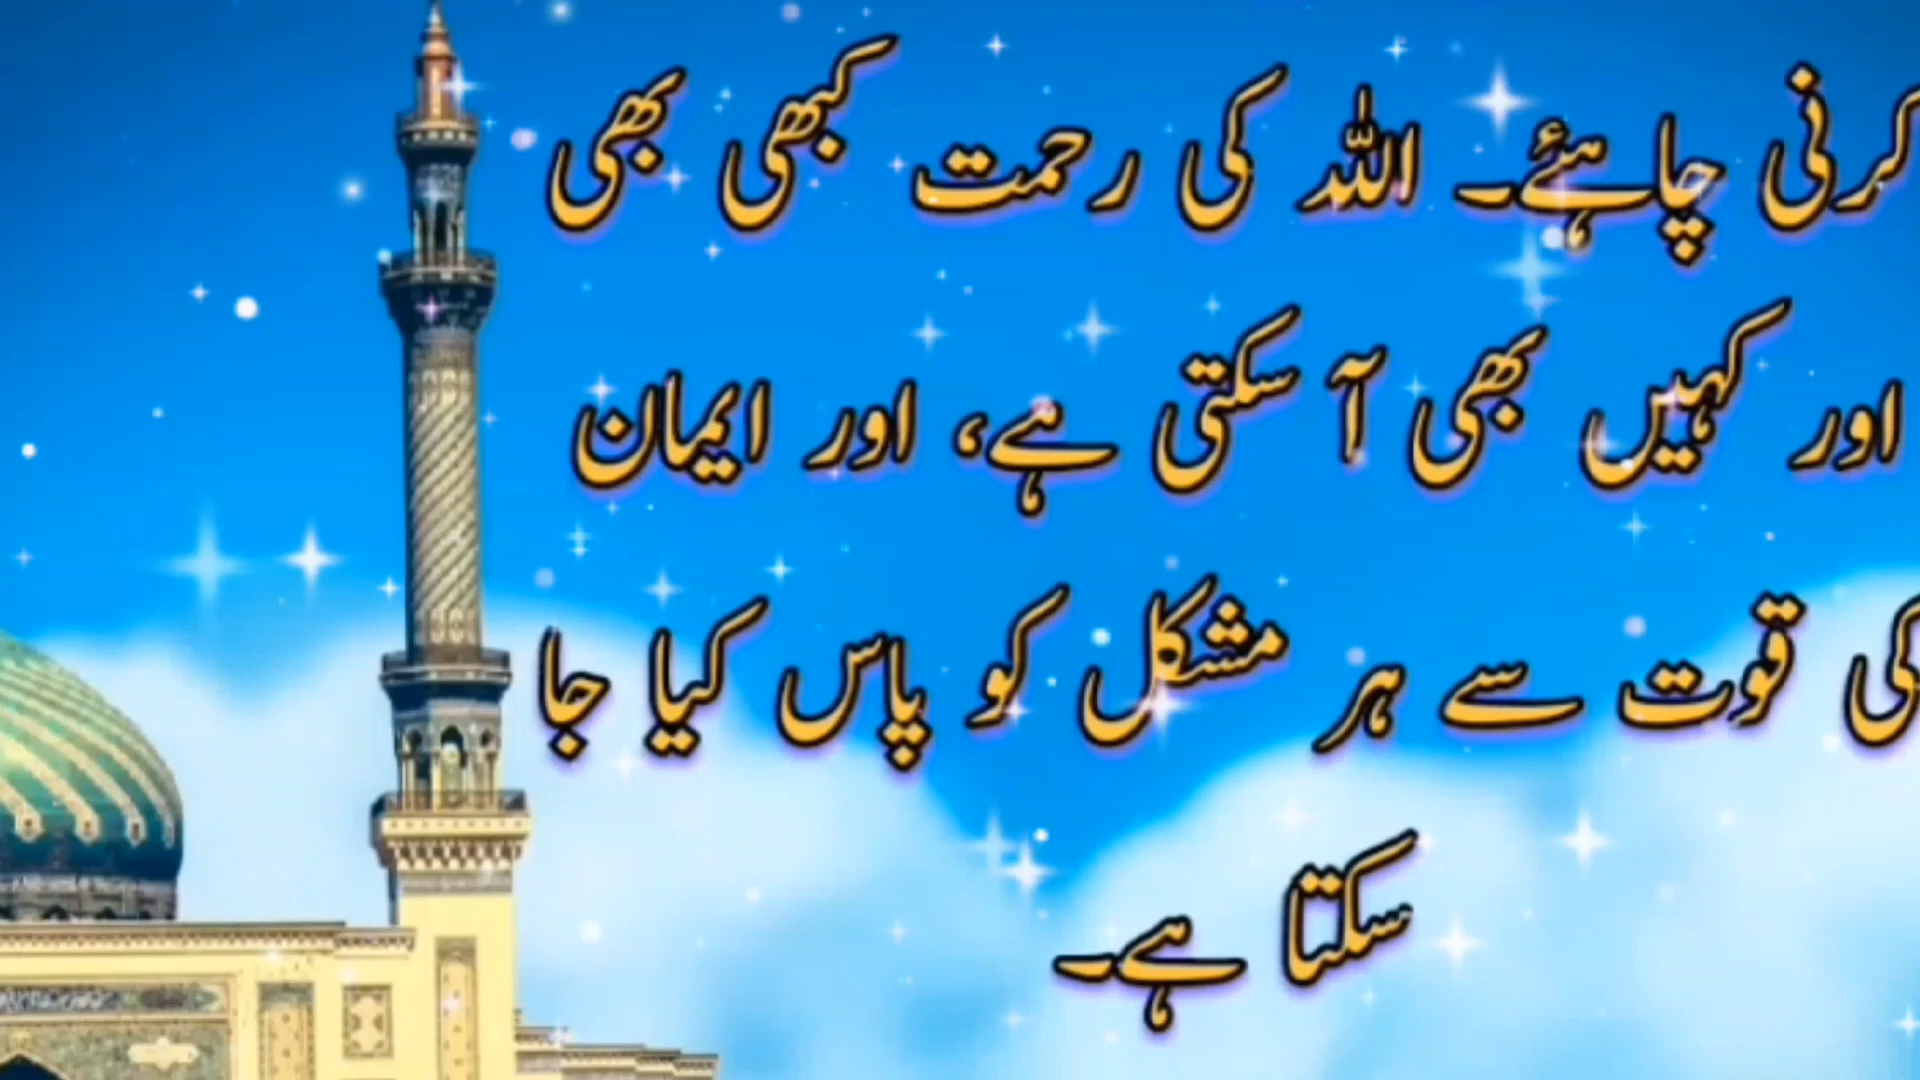 کرنی چاہئے۔ اللہ کی رحمت کبھی بھی
اور کہیں بھی آ سکتی ہے، اور ایمان
کی قوت سے ہر مشکل کو پاس کیا جا
سکتا ہے۔